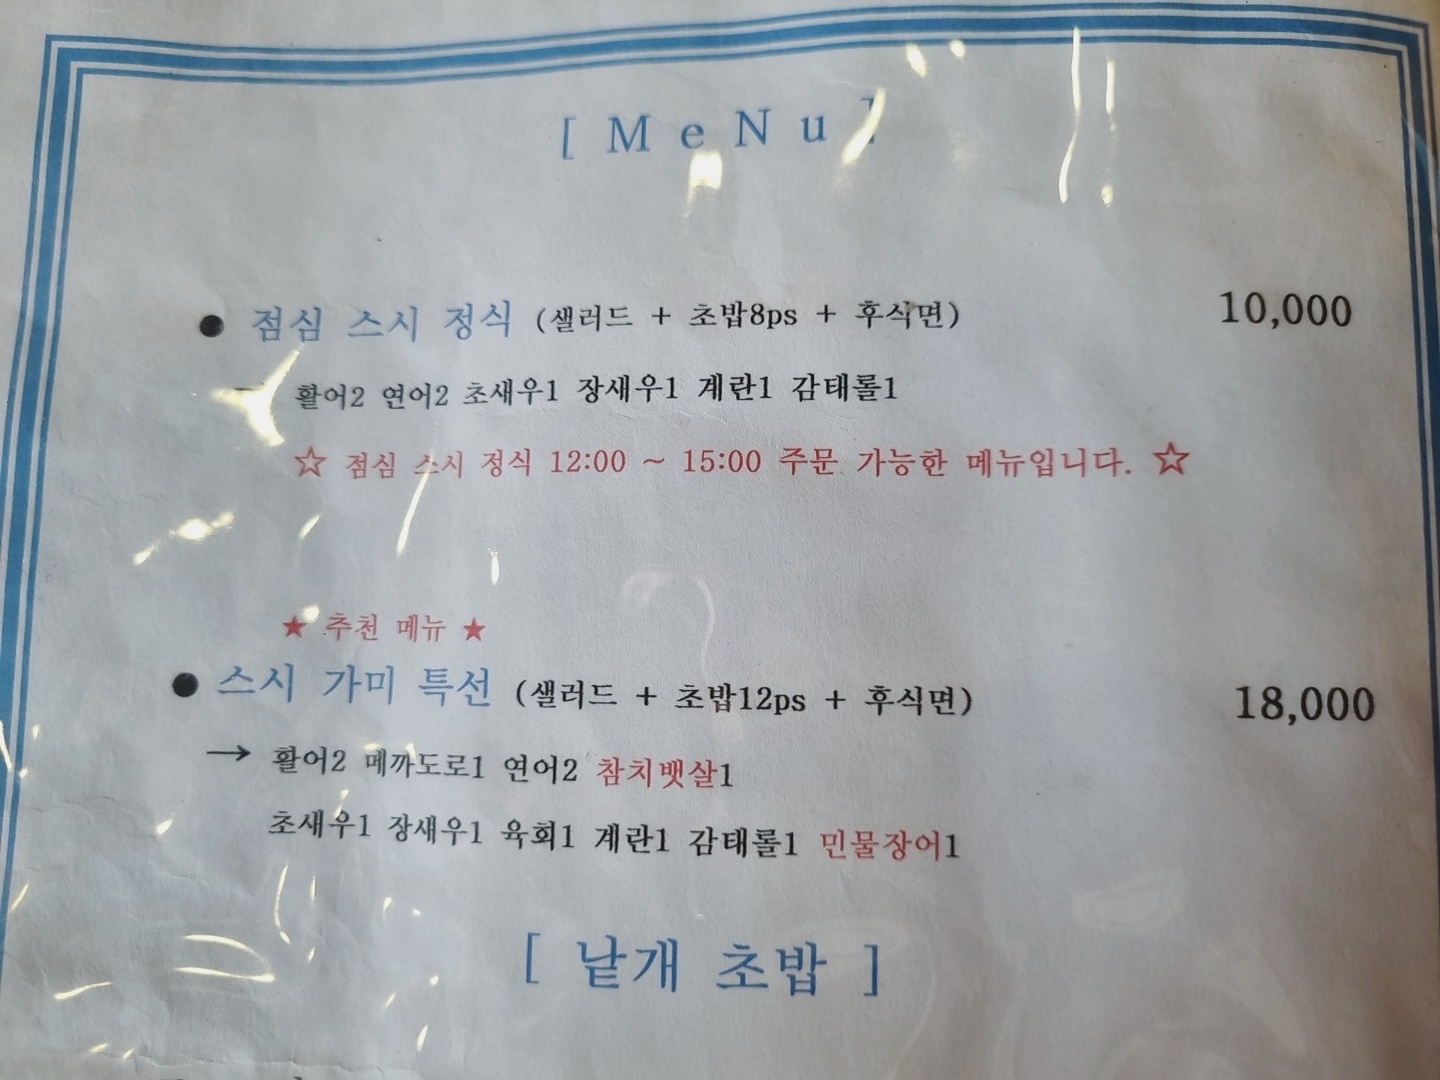 [ M e N u ]
● 점심 스시 정식 (샐러드 + 초밥8ps + 후식면) 10,000
→ 활어2 연어2 초새우1 장새우1 계란1 감태롤1
☆ 점심 스시 정식 12:00 ~ 15:00 주문 가능한 메뉴입니다. ☆
★ 추천 메뉴 ★
● 스시 가미 특선 (샐러드 + 초밥12ps + 후식면) 18,000
→ 활어2 메까도로1 연어2 참치뱃살1
초새우1 장새우1 육회1 계란1 감태롤1 민물장어1
[ 낱개 초밥 ]